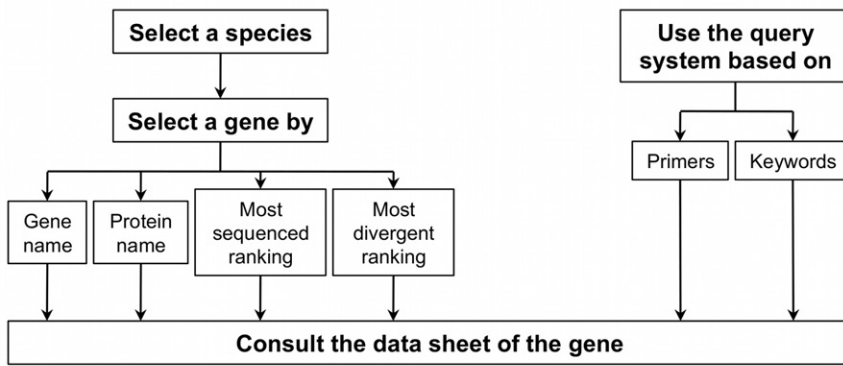 Select a species
Use the query
system based on
Select a gene by
Primers
Keywords
Gene
name
Protein
name
Most
sequenced
ranking
Most
divergent
ranking
Consult the data sheet of the gene